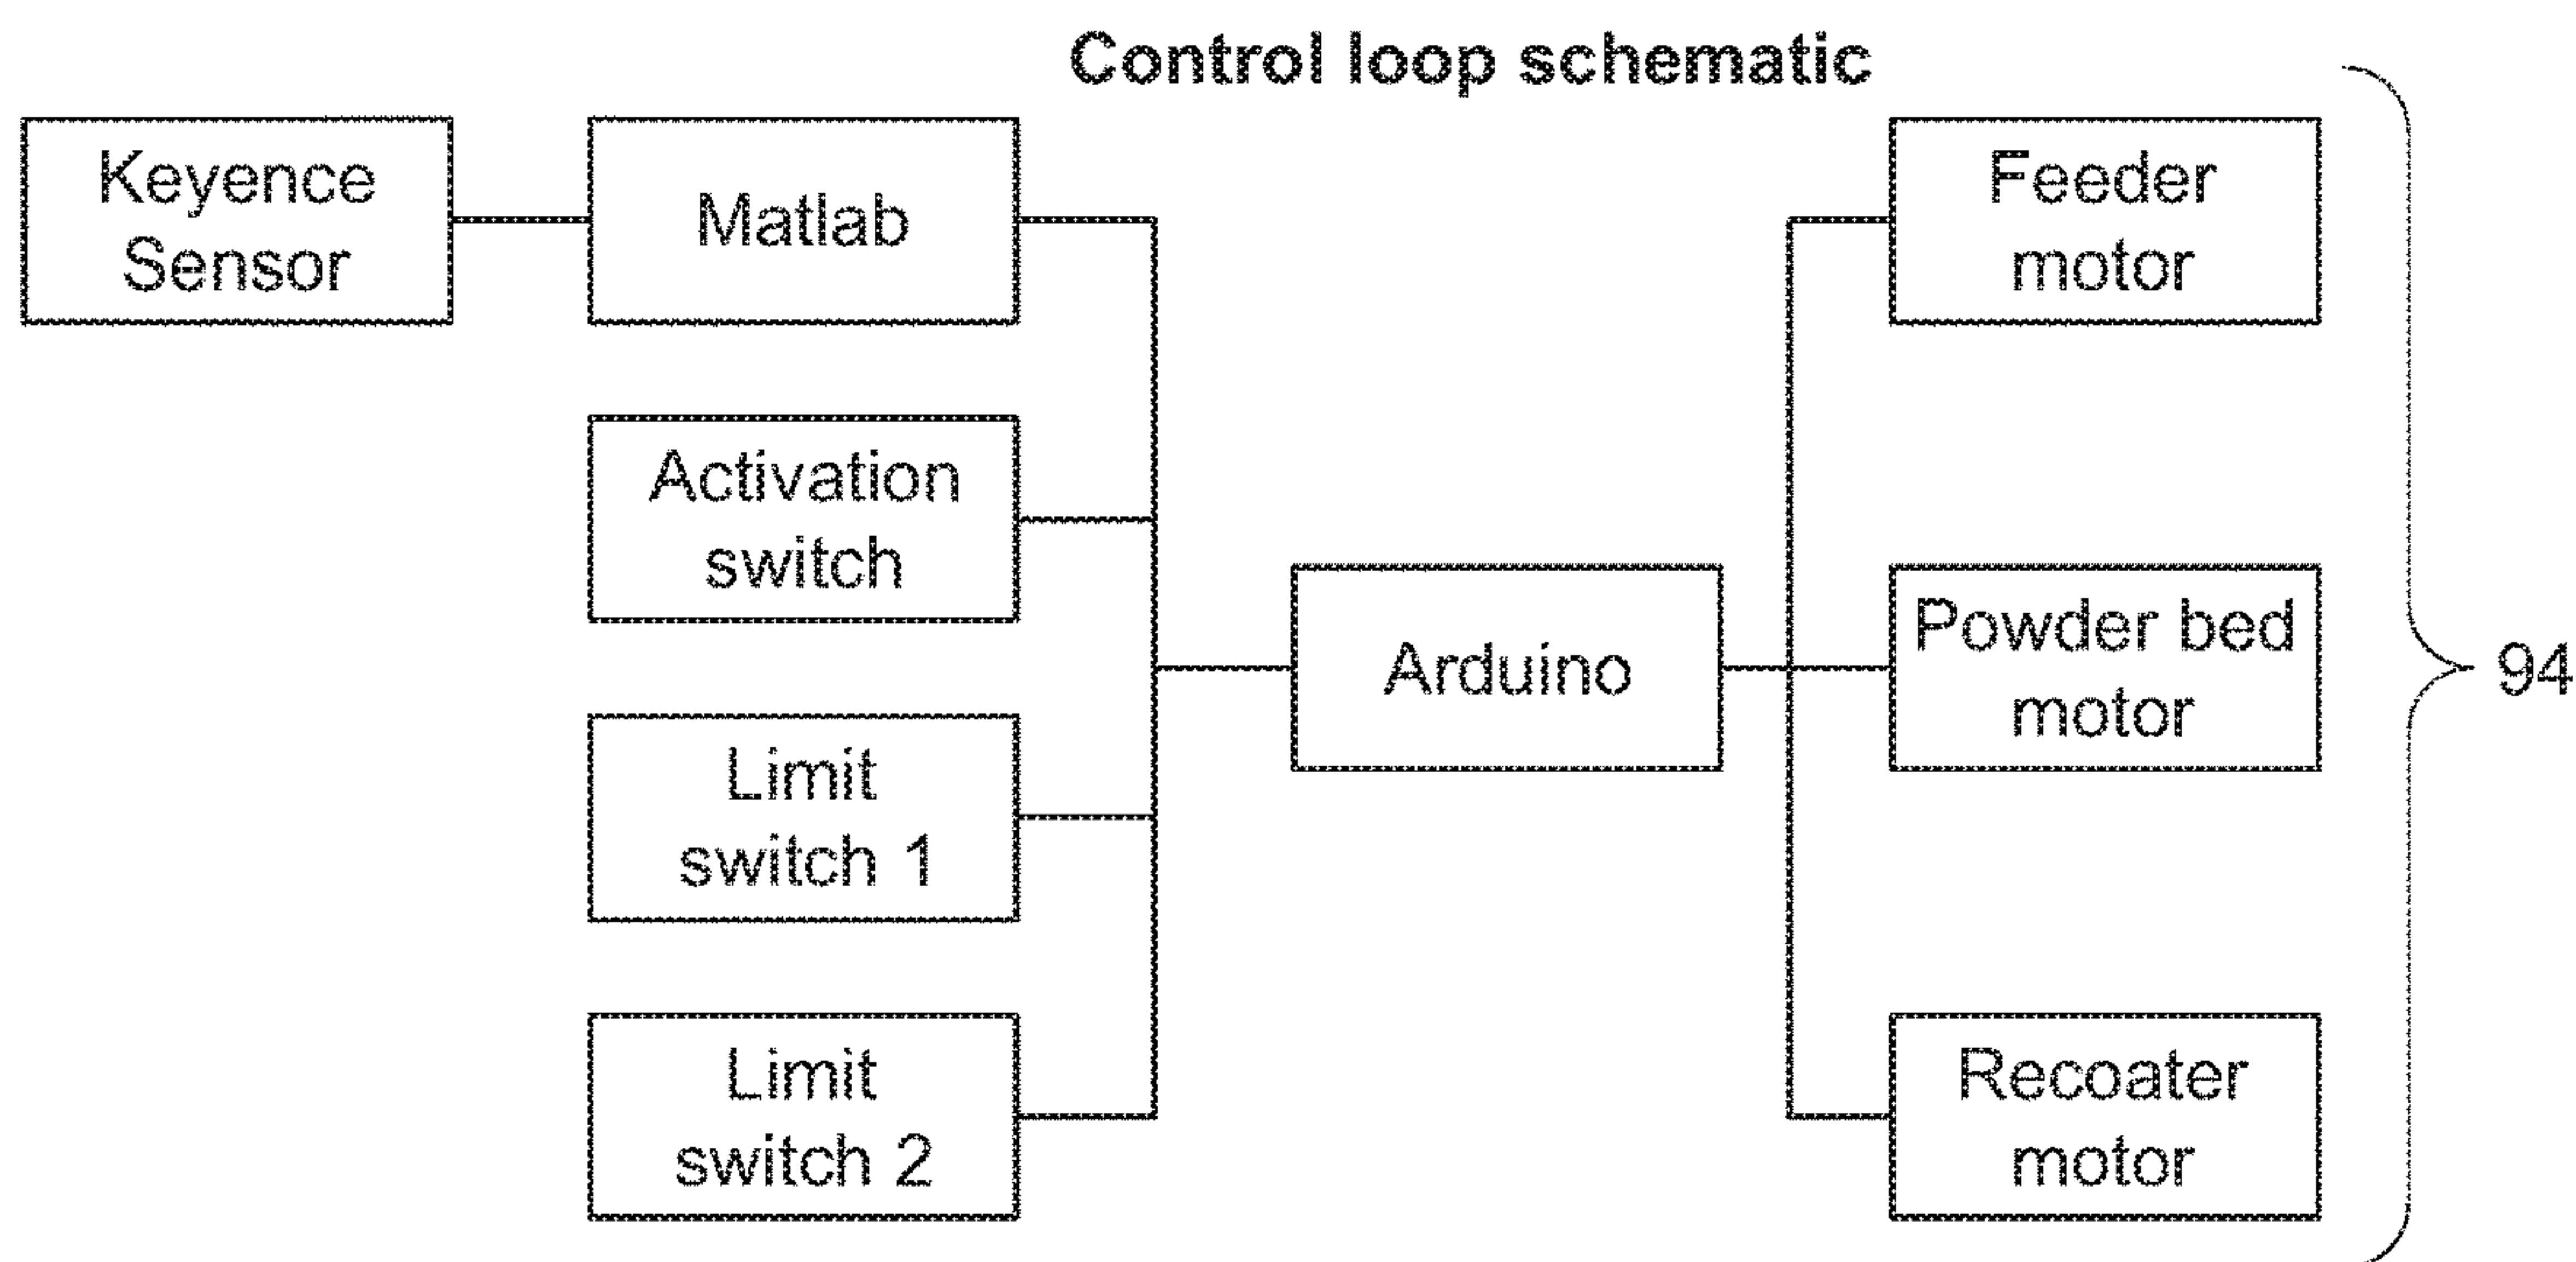 Control loop schematic
Keyence
Sensor
Matlab
Activation
switch
Limit
switch 1
Limit
switch 2
Arduino
Feeder
motor
Powder bed
motor
Recoater
motor
94